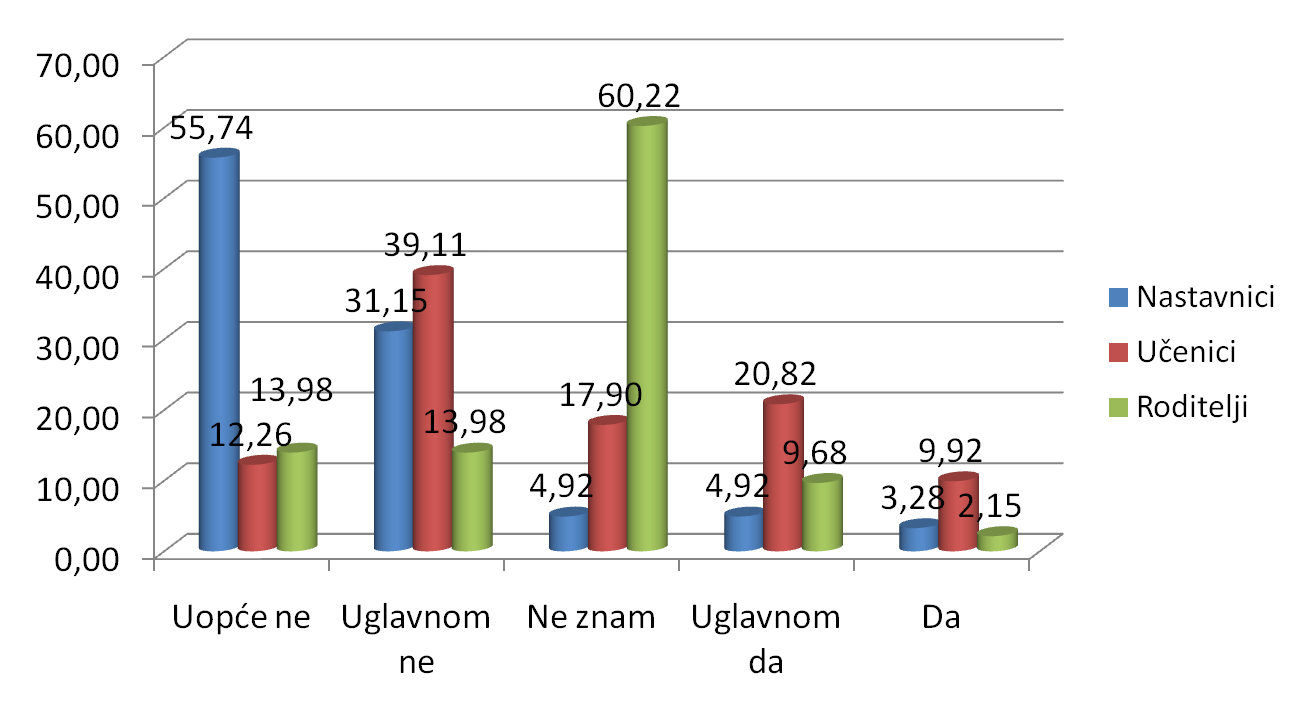 70,00
60,00
50,00
40,00
30,00
20,00
10,00
0,00
55,74
12,26
13,98
31,15
39,11
13,98
4,92
17,90
60,22
4,92
20,82
9,68
3,28
9,92
2,15
Uopće ne
Uglavnom
ne
Ne znam
Uglavnom
da
Da
Nastavnici
Učenici
Roditelji